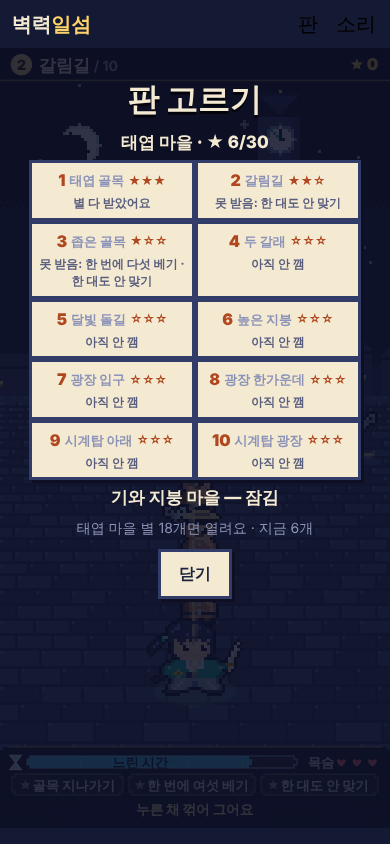 벽력일섬 판 소리
2 갈림길 / 10 ★ 0
판 고르기
태엽 마을 · ★ 6/30
1 태엽 골목 ★★★
별 다 받았어요
2 갈림길 ★★☆
못 받음: 한 대도 안 맞기
3 좁은 골목 ★☆☆
못 받음: 한 번에 다섯 베기 ·
한 대도 안 맞기
4 두 갈래 ☆☆☆
아직 안 깸
5 달빛 돌길 ☆☆☆
아직 안 깸
6 높은 지붕 ☆☆☆
아직 안 깸
7 광장 입구 ☆☆☆
아직 안 깸
8 광장 한가운데 ☆☆☆
아직 안 깸
9 시계탑 아래 ☆☆☆
아직 안 깸
10 시계탑 광장 ☆☆☆
아직 안 깸
기와 지붕 마을 — 잠김
태엽 마을 별 18개면 열려요 · 지금 6개
닫기
느린 시간 목숨 ♥ ♥ ♥
★골목 지나가기 ★한 번에 여섯 베기 ★한 대도 안 맞기
누른 채 꺾어 그어요